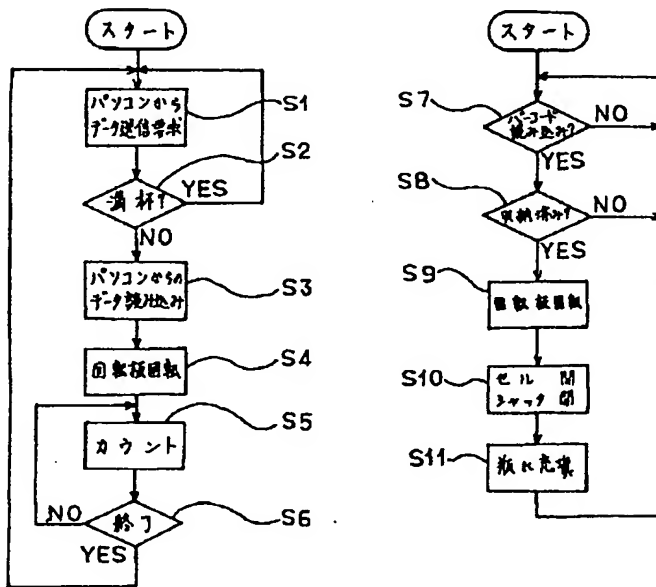 スタート
パソコンから
データ送信要求
S1
S2
満杯?
YES
NO
パソコンからの
データ読み込み
S3
回転板回転
S4
カウント
S5
終了
S6
NO
YES
スタート
S7
バーコード
読み込み?
NO
YES
S8
収納済み?
NO
YES
S9
回転板回転
S10
セル 開
シャッタ 閉
S11
瓶に充填